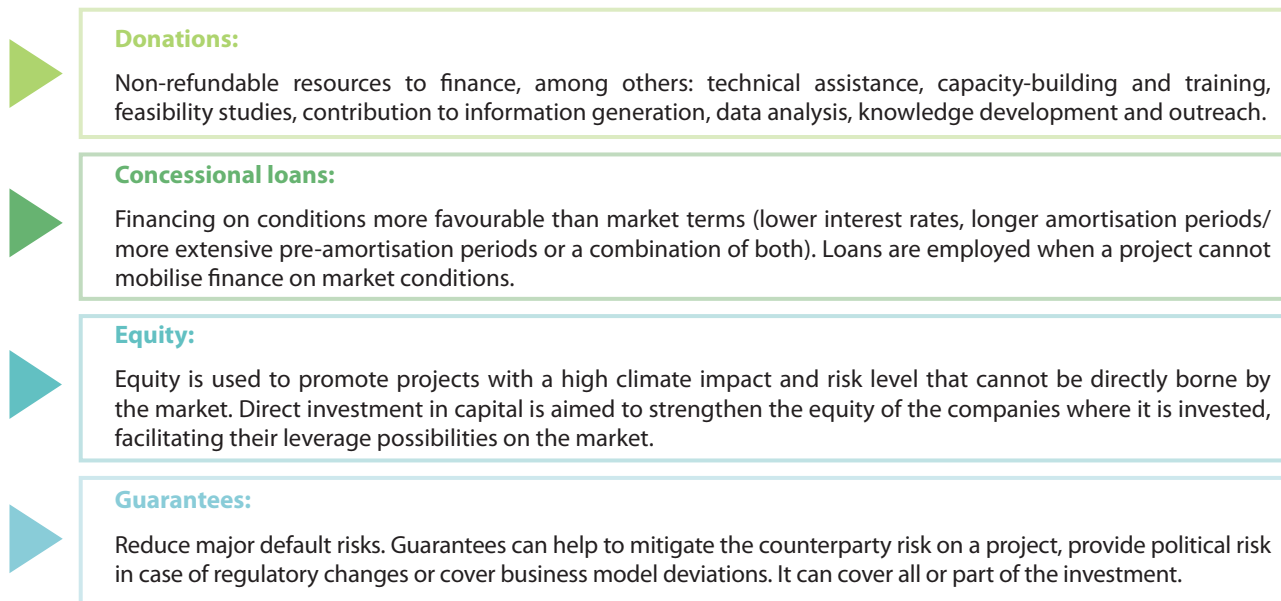 Donations:
Non-refundable resources to finance, among others: technical assistance, capacity-building and training,
feasibility studies, contribution to information generation, data analysis, knowledge development and outreach.
Concessional loans:
Financing on conditions more favourable than market terms (lower interest rates, longer amortisation periods/
more extensive pre-amortisation periods or a combination of both). Loans are employed when a project cannot
mobilise finance on market conditions.
Equity:
Equity is used to promote projects with a high climate impact and risk level that cannot be directly borne by
the market. Direct investment in capital is aimed to strengthen the equity of the companies where it is invested,
facilitating their leverage possibilities on the market.
Guarantees:
Reduce major default risks. Guarantees can help to mitigate the counterparty risk on a project, provide political risk
in case of regulatory changes or cover business model deviations. It can cover all or part of the investment.